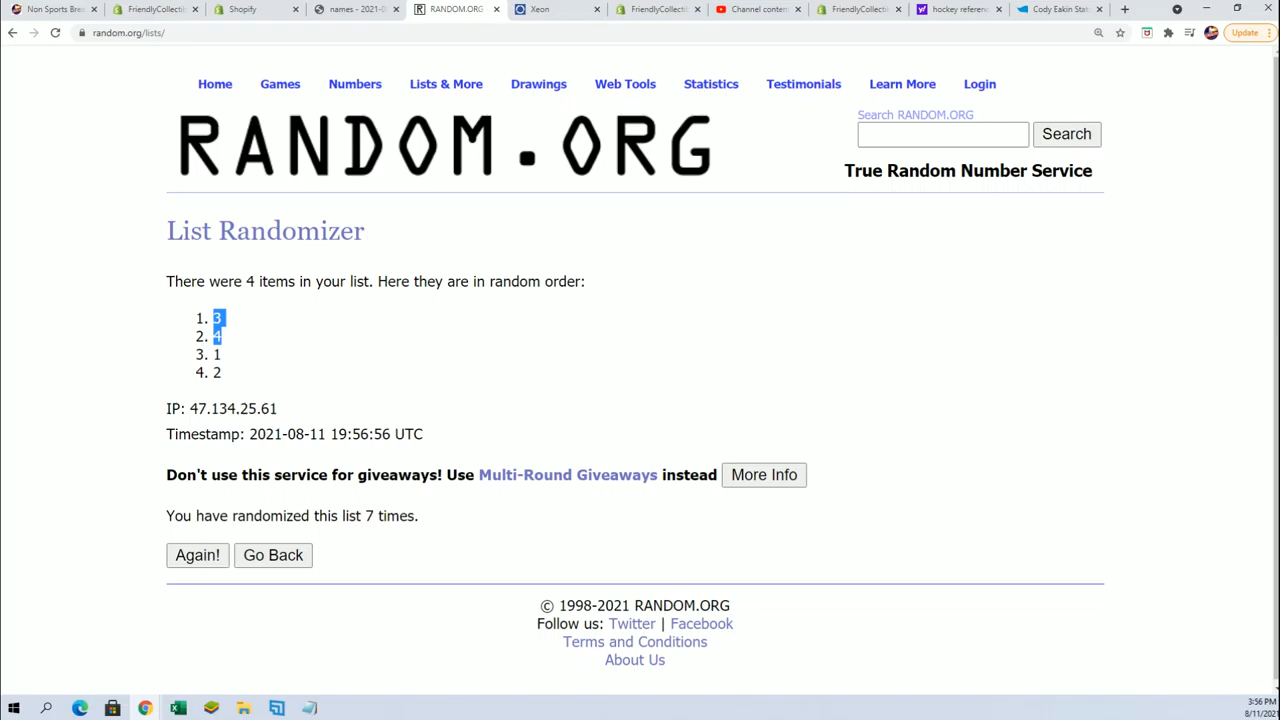 Non Sports Brea
FriendlyCollecti
Shopify
names - 2021-0
RANDOM.ORG
Xeon
FriendlyCollecti
Channel conten
FriendlyCollecti
hockey referen
Cody Eakin Sta
random.org/lists/
Update
Home Games Numbers Lists & More Drawings Web Tools Statistics Testimonials Learn More Login
RANDOM.ORG
Search RANDOM.ORG
Search
True Random Number Service
List Randomizer
There were 4 items in your list. Here they are in random order:
1. 3
2. 4
3. 1
4. 2
IP: 47.134.25.61
Timestamp: 2021-08-11 19:56:56 UTC
Don't use this service for giveaways! Use Multi-Round Giveaways instead More Info
You have randomized this list 7 times.
Again! Go Back
© 1998-2021 RANDOM.ORG
Follow us: Twitter | Facebook
Terms and Conditions
About Us
3:56 PM
8/11/2021